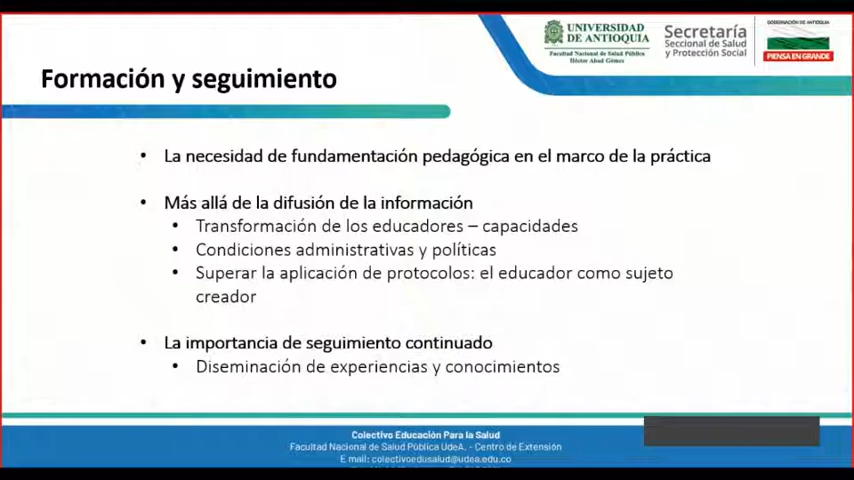 UNIVERSIDAD
DE ANTIOQUIA
Facultad Nacional de Salud Pública
Héctor Abad Gómez
Secretaría
Seccional de Salud
y Protección Social
GOBERNACIÓN DE ANTIOQUIA
PIENSA EN GRANDE
Formación y seguimiento
• La necesidad de fundamentación pedagógica en el marco de la práctica
• Más allá de la difusión de la información
• Transformación de los educadores – capacidades
• Condiciones administrativas y políticas
• Superar la aplicación de protocolos: el educador como sujeto
creador
• La importancia de seguimiento continuado
• Diseminación de experiencias y conocimientos
Colectivo Educación Para la Salud
Facultad Nacional de Salud Pública UdeA. - Centro de Extensión
E mail: colectivoedusalud@udea.edu.co